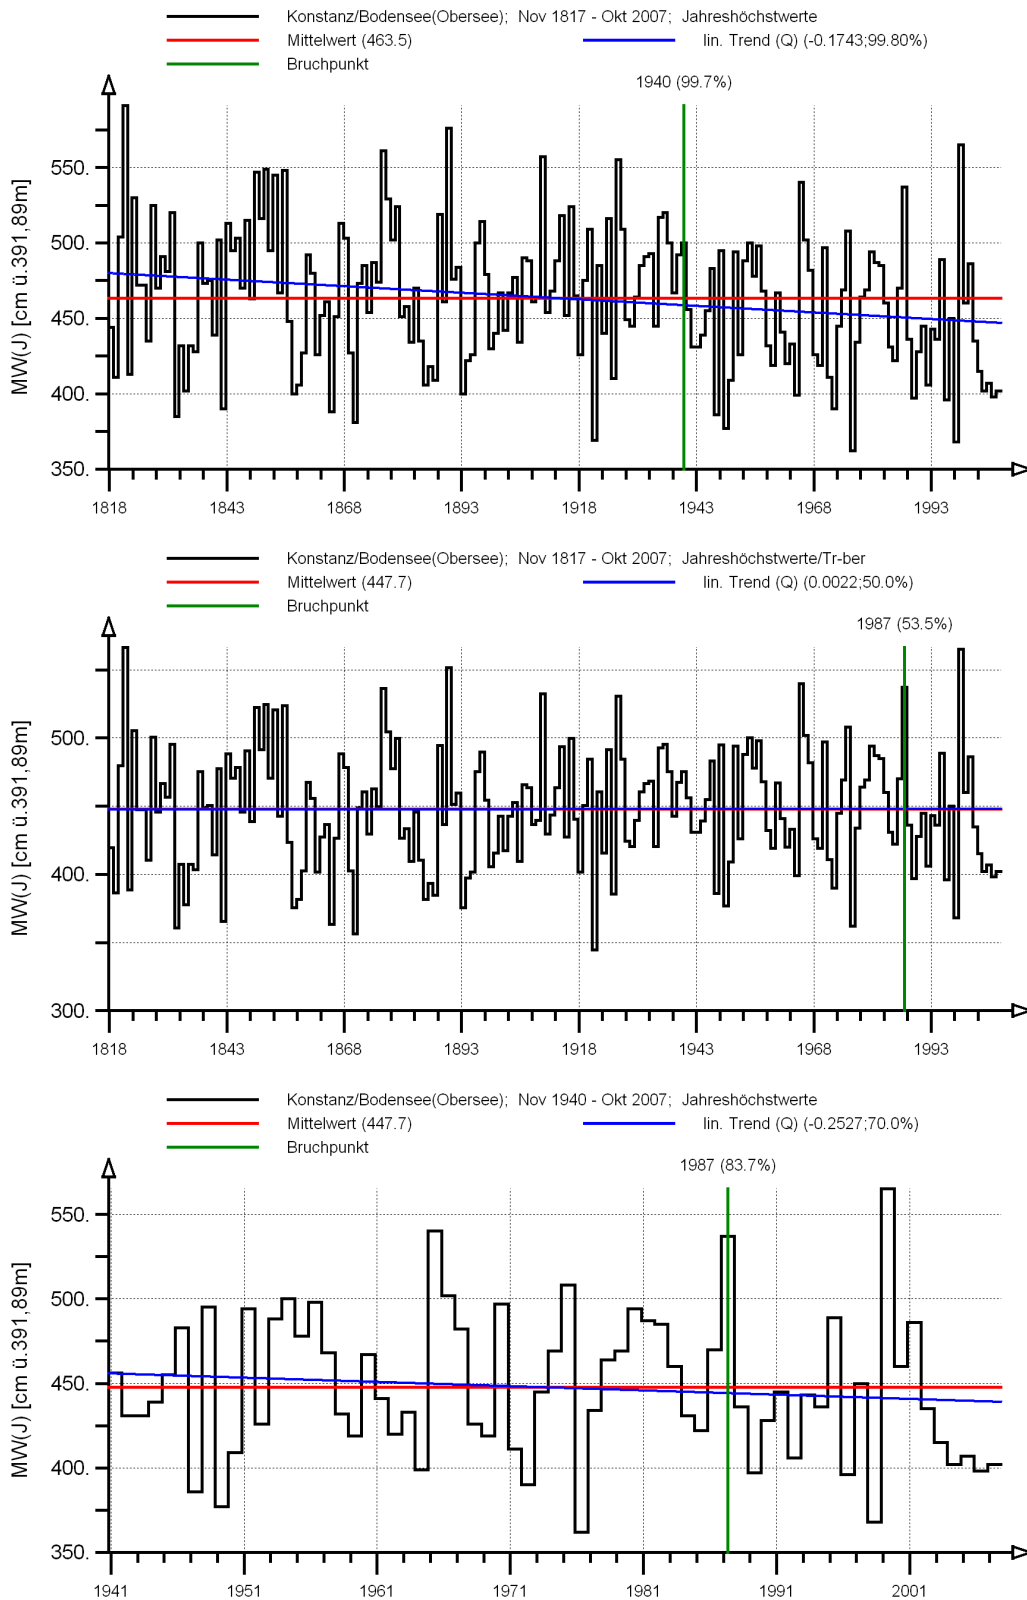 Konstanz/Bodensee(Obersee); Nov 1817 - Okt 2007; Jahreshöchstwerte
Mittelwert (463.5) lin. Trend (Q) (-0.1743;99.80%)
Bruchpunkt
1940 (99.7%)
MW(J) [cm ü.391,89m]
550.
500.
450.
400.
350.
1818 1843 1868 1893 1918 1943 1968 1993
Konstanz/Bodensee(Obersee); Nov 1817 - Okt 2007; Jahreshöchstwerte/Tr-ber
Mittelwert (447.7) lin. Trend (Q) (0.0022;50.0%)
Bruchpunkt
1987 (53.5%)
MW(J) [cm ü.391,89m]
500.
400.
300.
1818 1843 1868 1893 1918 1943 1968 1993
Konstanz/Bodensee(Obersee); Nov 1940 - Okt 2007; Jahreshöchstwerte
Mittelwert (447.7) lin. Trend (Q) (-0.2527;70.0%)
Bruchpunkt
1987 (83.7%)
MW(J) [cm ü.391,89m]
550.
500.
450.
400.
350.
1941 1951 1961 1971 1981 1991 2001